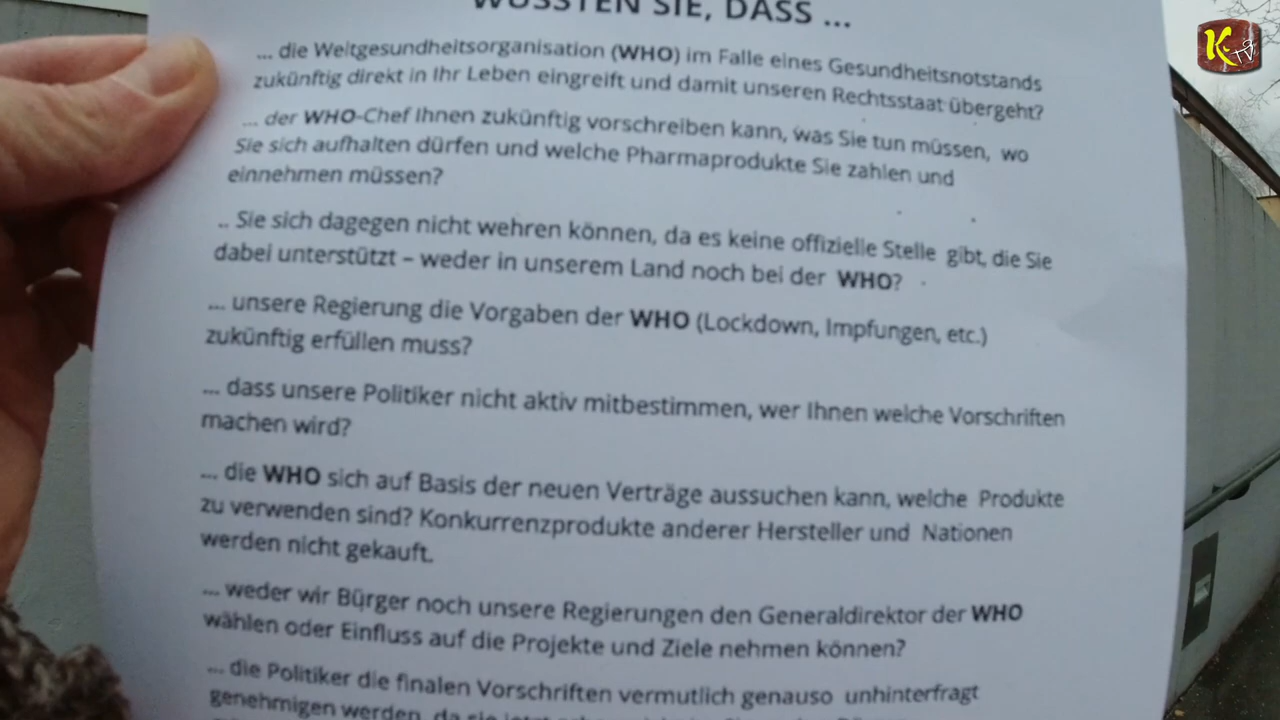 WUSSTEN SIE, DASS ...
... die Weltgesundheitsorganisation (WHO) im Falle eines Gesundheitsnotstands
zukünftig direkt in Ihr Leben eingreift und damit unseren Rechtsstaat übergeht?
... der WHO-Chef Ihnen zukünftig vorschreiben kann, was Sie tun müssen, wo
Sie sich aufhalten dürfen und welche Pharmaprodukte Sie zahlen und
einnehmen müssen?
.. Sie sich dagegen nicht wehren können, da es keine offizielle Stelle gibt, die Sie
dabei unterstützt – weder in unserem Land noch bei der WHO?
... unsere Regierung die Vorgaben der WHO (Lockdown, Impfungen, etc.)
zukünftig erfüllen muss?
... dass unsere Politiker nicht aktiv mitbestimmen, wer Ihnen welche Vorschriften
machen wird?
... die WHO sich auf Basis der neuen Verträge aussuchen kann, welche Produkte
zu verwenden sind? Konkurrenzprodukte anderer Hersteller und Nationen
werden nicht gekauft.
... weder wir Bürger noch unsere Regierungen den Generaldirektor der WHO
wählen oder Einfluss auf die Projekte und Ziele nehmen können?
... die Politiker die finalen Vorschriften vermutlich genauso unhinterfragt
genehmigen werden, da sie jetzt
K TV